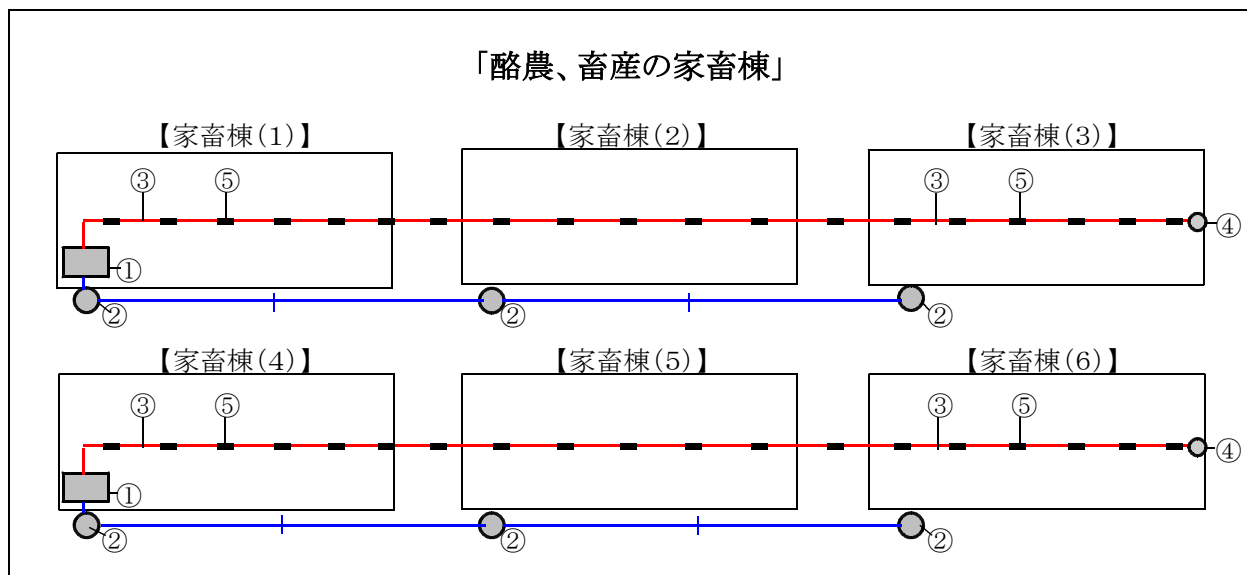 「酪農、畜産の家畜棟」
【家畜棟(1)】 【家畜棟(2)】 【家畜棟(3)】
③ ⑤ ③ ⑤
④
①
② ② ②
【家畜棟(4)】 【家畜棟(5)】 【家畜棟(6)】
③ ⑤ ③ ⑤
④
①
② ② ②